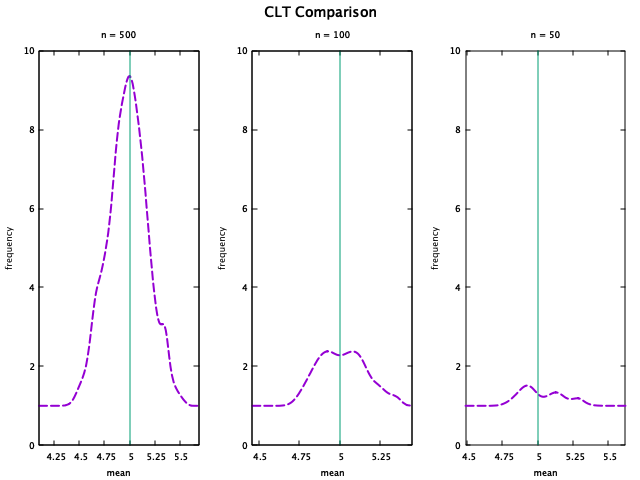 CLT Comparison
n = 500
n = 100
n = 50
10
8
6
4
2
0
frequency
4.25 4.5 4.75 5 5.25 5.5
mean
10
8
6
4
2
0
frequency
4.5 4.75 5 5.25
mean
10
8
6
4
2
0
frequency
4.5 4.75 5 5.25 5.5
mean